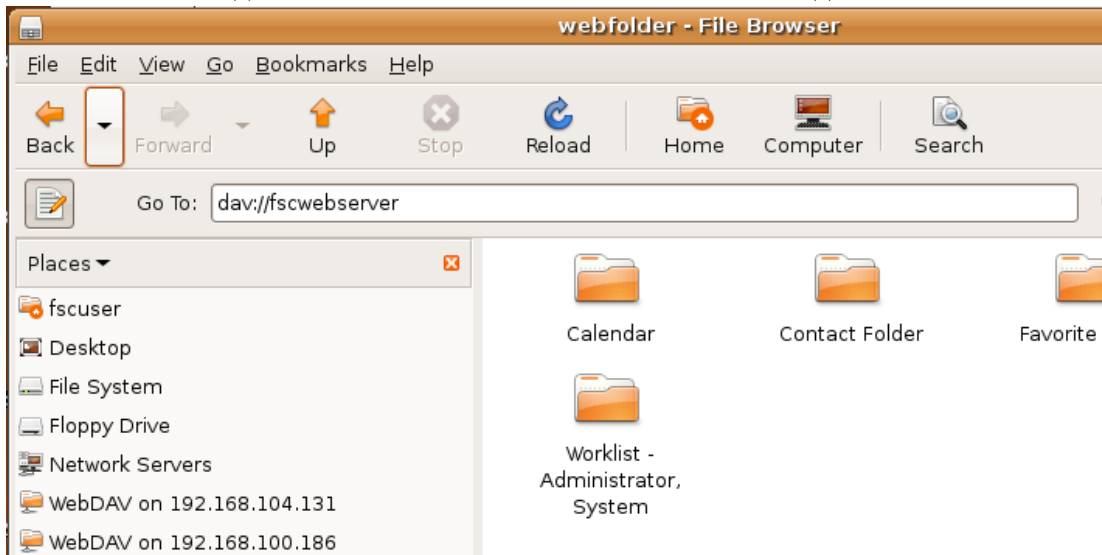 webfolder - File Browser
File Edit View Go Bookmarks Help
Back Forward Up Stop Reload Home Computer Search
Go To: dav://fscwebserver
Places
fscuser
Desktop
File System
Floppy Drive
Network Servers
WebDAV on 192.168.104.131
WebDAV on 192.168.100.186
Calendar
Contact Folder
Favorite
Worklist -
Administrator,
System